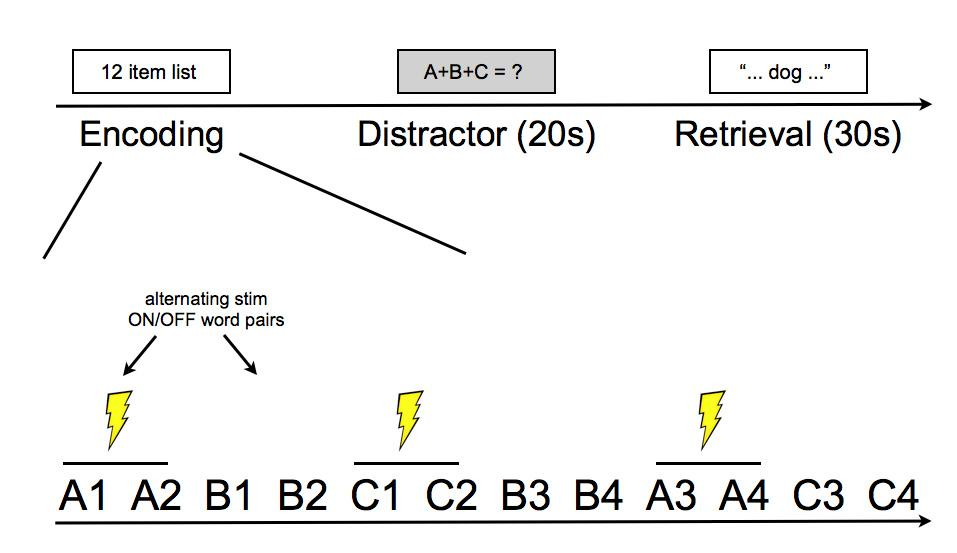 12 item list
A+B+C = ?
“... dog ...”
Encoding
Distractor (20s)
Retrieval (30s)
alternating stim
ON/OFF word pairs
A1 A2 B1 B2 C1 C2 B3 B4 A3 A4 C3 C4